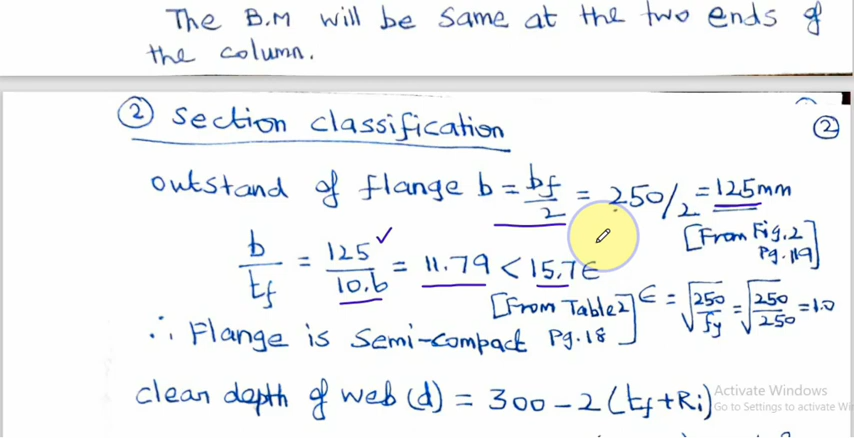 The B.M will be same at the two ends of
the column.
② Section classification
②
outstand of flange b = bf/2 = 250/2 = 125mm
[From Fig.2
Pg.119]
b/tf = 125/10.6 = 11.79 < 15.7ε
[From Table2]
Pg.18
ε = √250/fy = √250/250 = 1.0
∴ Flange is semi-compact
clean depth of web (d) = 300 - 2 (tf + Ri)
Activate Windows
Go to Settings to activate Wi